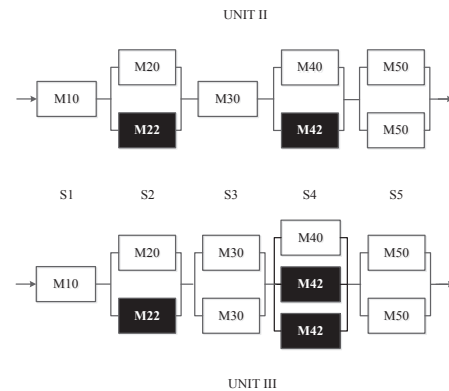 UNIT II
M20 M40 M50
M10 M30
M22 M42 M50
S1 S2 S3 S4 S5
M40
M20 M30 M50
M10 M42
M22 M30 M42 M50
UNIT III